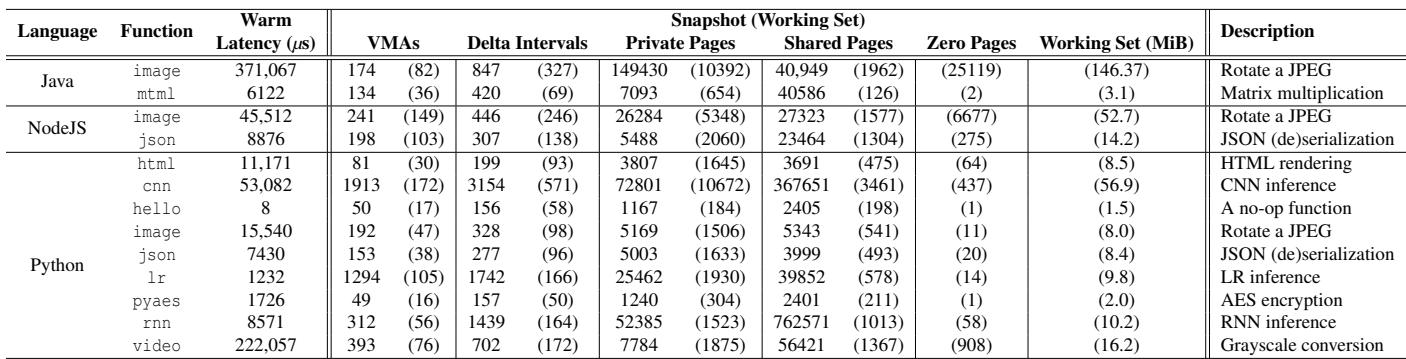 Language Function Warm Latency (μs) Snapshot (Working Set) Description
VMAs Delta Intervals Private Pages Shared Pages Zero Pages Working Set (MiB)
Java image 371,067 174 (82) 847 (327) 149430 (10392) 40,949 (1962) (25119) (146.37) Rotate a JPEG
mtml 6122 134 (36) 420 (69) 7093 (654) 40586 (126) (2) (3.1) Matrix multiplication
NodeJS image 45,512 241 (149) 446 (246) 26284 (5348) 27323 (1577) (6677) (52.7) Rotate a JPEG
json 8876 198 (103) 307 (138) 5488 (2060) 23464 (1304) (275) (14.2) JSON (de)serialization
Python html 11,171 81 (30) 199 (93) 3807 (1645) 3691 (475) (64) (8.5) HTML rendering
cnn 53,082 1913 (172) 3154 (571) 72801 (10672) 367651 (3461) (437) (56.9) CNN inference
hello 8 50 (17) 156 (58) 1167 (184) 2405 (198) (1) (1.5) A no-op function
image 15,540 192 (47) 328 (98) 5169 (1506) 5343 (541) (11) (8.0) Rotate a JPEG
json 7430 153 (38) 277 (96) 5003 (1633) 3999 (493) (20) (8.4) JSON (de)serialization
lr 1232 1294 (105) 1742 (166) 25462 (1930) 39852 (578) (14) (9.8) LR inference
pyaes 1726 49 (16) 157 (50) 1240 (304) 2401 (211) (1) (2.0) AES encryption
rnn 8571 312 (56) 1439 (164) 52385 (1523) 762571 (1013) (58) (10.2) RNN inference
video 222,057 393 (76) 702 (172) 7784 (1875) 56421 (1367) (908) (16.2) Grayscale conversion